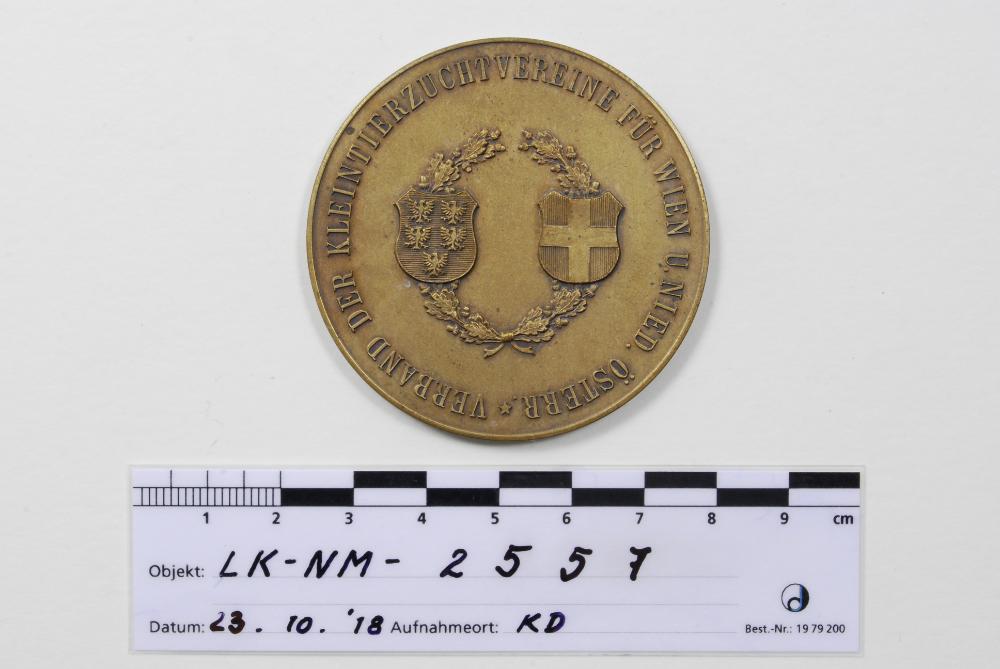 VERBAND DER KLEINTIERZUCHTVEREINE FÜR WIEN U. NIED. ÖSTERR. *
1 2 3 4 5 6 7 8 9 cm
Objekt: LK-NM- 2557
Datum: 23. 10. '18 Aufnahmeort: KD
Best.-Nr.: 19 79 200